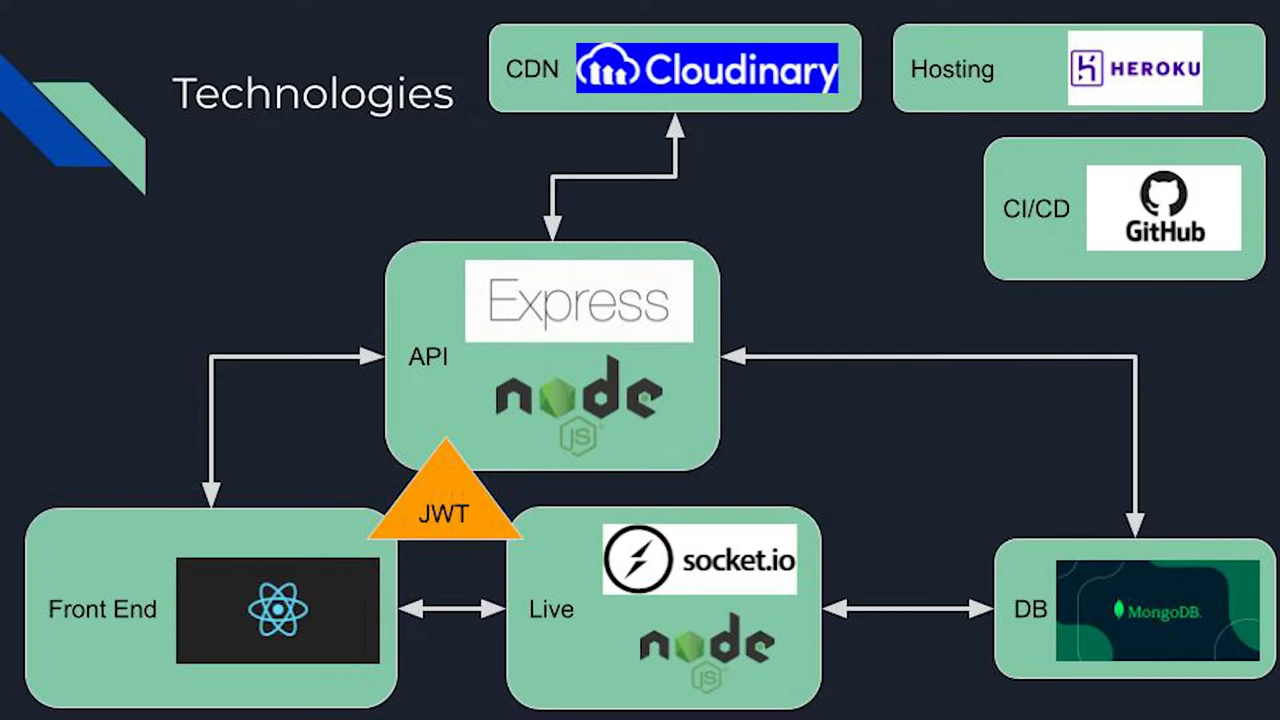 Technologies
CDN
Cloudinary
Hosting
HEROKU
CI/CD
GitHub
API
Express
node
JS
JWT
Front End
Live
socket.io
node
JS
DB
MongoDB.